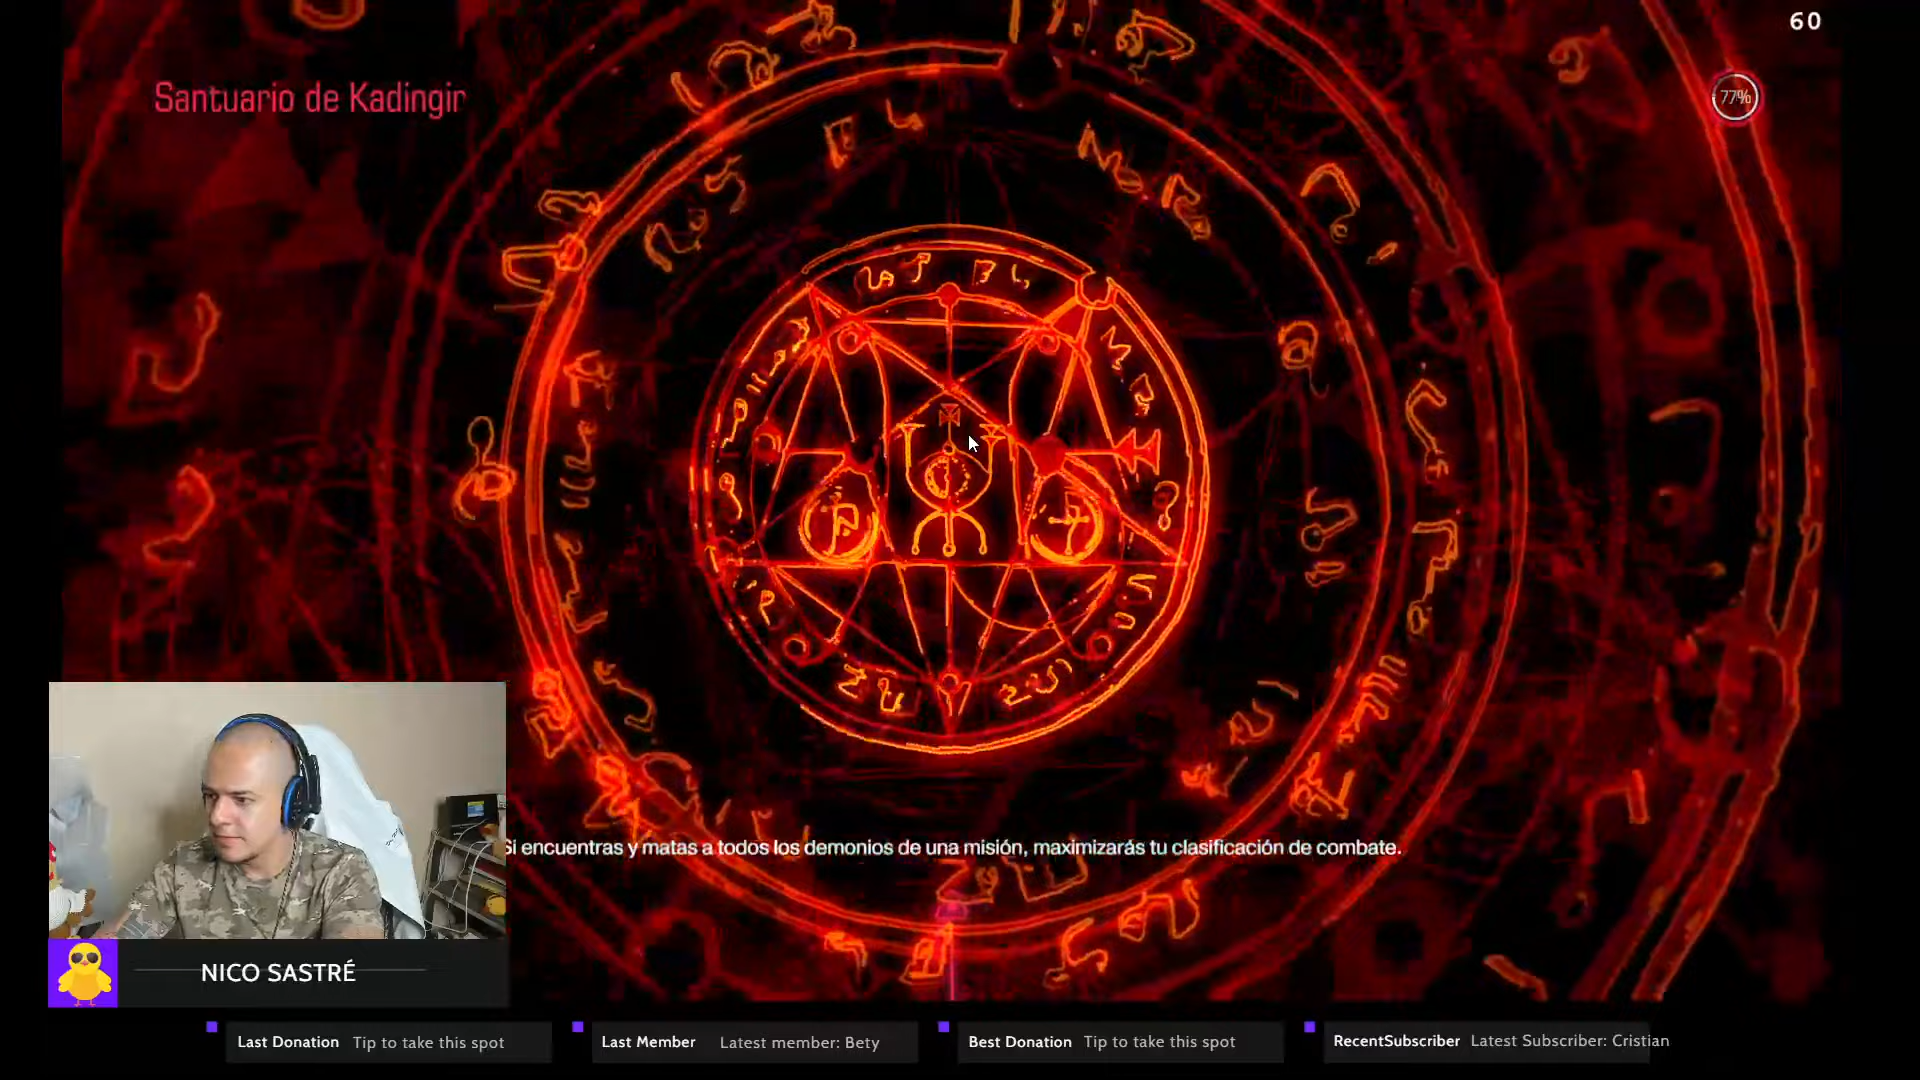 60
Santuario de Kadingir
77%
Si encuentras y matas a todos los demonios de una misión, maximizarás tu clasificación de combate.
NICO SASTRÉ
Last Donation Tip to take this spot
Last Member Latest member: Bety
Best Donation Tip to take this spot
RecentSubscriber Latest Subscriber: Cristian